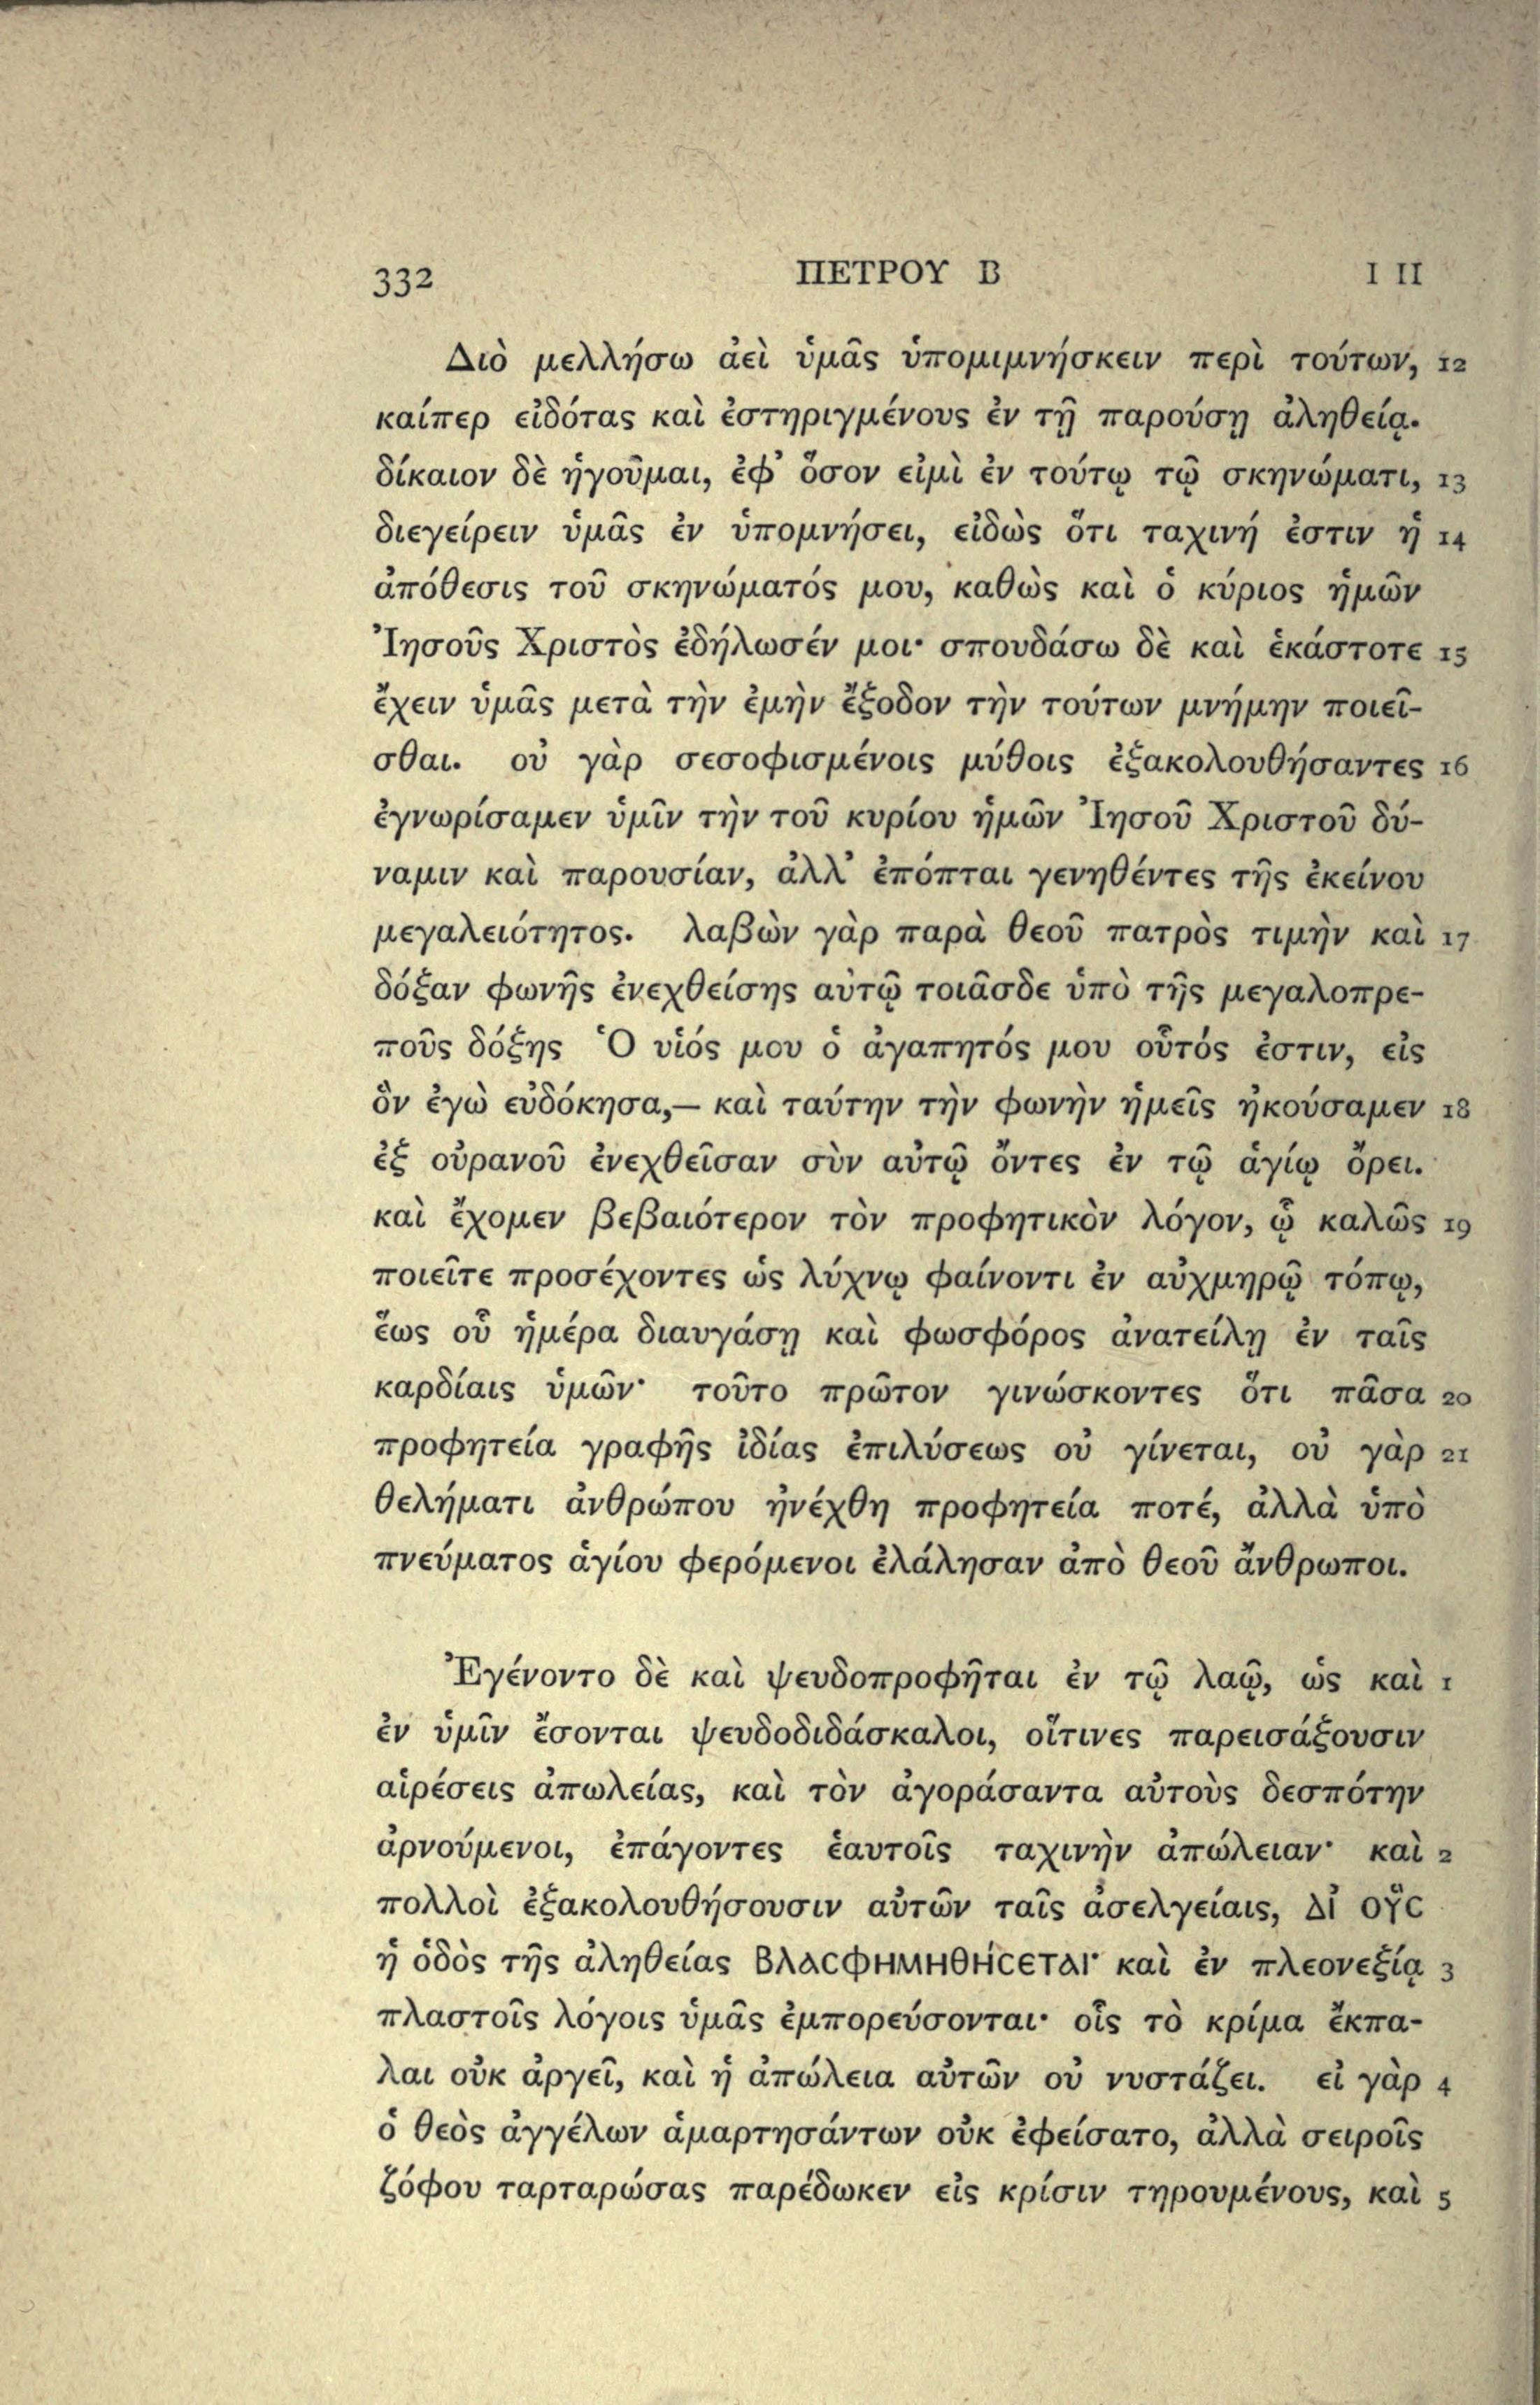 332 ΠΕΤΡΟΥ Β I II
Διὸ μελλήσω ἀεὶ ὑμᾶς ὑπομιμνήσκειν περὶ τούτων, 12
καίπερ εἰδότας καὶ ἐστηριγμένους ἐν τῇ παρούσῃ ἀληθείᾳ.
δίκαιον δὲ ἡγοῦμαι, ἐφ᾽ ὅσον εἰμὶ ἐν τούτῳ τῷ σκηνώματι, 13
διεγείρειν ὑμᾶς ἐν ὑπομνήσει, εἰδὼς ὅτι ταχινή ἐστιν ἡ 14
ἀπόθεσις τοῦ σκηνώματός μου, καθὼς καὶ ὁ κύριος ἡμῶν
Ἰησοῦς Χριστὸς ἐδήλωσέν μοι· σπουδάσω δὲ καὶ ἑκάστοτε 15
ἔχειν ὑμᾶς μετὰ τὴν ἐμὴν ἔξοδον τὴν τούτων μνήμην ποιεῖ-
σθαι. οὐ γὰρ σεσοφισμένοις μύθοις ἐξακολουθήσαντες 16
ἐγνωρίσαμεν ὑμῖν τὴν τοῦ κυρίου ἡμῶν Ἰησοῦ Χριστοῦ δύ-
ναμιν καὶ παρουσίαν, ἀλλ᾽ ἐπόπται γενηθέντες τῆς ἐκείνου
μεγαλειότητος. λαβὼν γὰρ παρὰ θεοῦ πατρὸς τιμὴν καὶ 17
δόξαν φωνῆς ἐνεχθείσης αὐτῷ τοιᾶσδε ὑπὸ τῆς μεγαλοπρε-
ποῦς δόξης Ὁ υἱός μου ὁ ἀγαπητός μου οὗτός ἐστιν, εἰς
ὃν ἐγὼ εὐδόκησα,— καὶ ταύτην τὴν φωνὴν ἡμεῖς ἠκούσαμεν 18
ἐξ οὐρανοῦ ἐνεχθεῖσαν σὺν αὐτῷ ὄντες ἐν τῷ ἁγίῳ ὄρει.
καὶ ἔχομεν βεβαιότερον τὸν προφητικὸν λόγον, ᾧ καλῶς 19
ποιεῖτε προσέχοντες ὡς λύχνῳ φαίνοντι ἐν αὐχμηρῷ τόπῳ,
ἕως οὗ ἡμέρα διαυγάσῃ καὶ φωσφόρος ἀνατείλῃ ἐν ταῖς
καρδίαις ὑμῶν· τοῦτο πρῶτον γινώσκοντες ὅτι πᾶσα 20
προφητεία γραφῆς ἰδίας ἐπιλύσεως οὐ γίνεται, οὐ γὰρ 21
θελήματι ἀνθρώπου ἠνέχθη προφητεία ποτέ, ἀλλὰ ὑπὸ
πνεύματος ἁγίου φερόμενοι ἐλάλησαν ἀπὸ θεοῦ ἄνθρωποι.
Ἐγένοντο δὲ καὶ ψευδοπροφῆται ἐν τῷ λαῷ, ὡς καὶ 1
ἐν ὑμῖν ἔσονται ψευδοδιδάσκαλοι, οἵτινες παρεισάξουσιν
αἱρέσεις ἀπωλείας, καὶ τὸν ἀγοράσαντα αὐτοὺς δεσπότην
ἀρνούμενοι, ἐπάγοντες ἑαυτοῖς ταχινὴν ἀπώλειαν· καὶ 2
πολλοὶ ἐξακολουθήσουσιν αὐτῶν ταῖς ἀσελγείαις, ΔΙ᾽ ΟὟϹ
ἡ ὁδὸς τῆς ἀληθείας ΒΛΑϹΦΗΜΗΘΉϹΕΤΑΙ· καὶ ἐν πλεονεξίᾳ 3
πλαστοῖς λόγοις ὑμᾶς ἐμπορεύσονται· οἷς τὸ κρίμα ἔκπα-
λαι οὐκ ἀργεῖ, καὶ ἡ ἀπώλεια αὐτῶν οὐ νυστάζει. εἰ γὰρ 4
ὁ θεὸς ἀγγέλων ἁμαρτησάντων οὐκ ἐφείσατο, ἀλλὰ σειροῖς
ζόφου ταρταρώσας παρέδωκεν εἰς κρίσιν τηρουμένους, καὶ 5